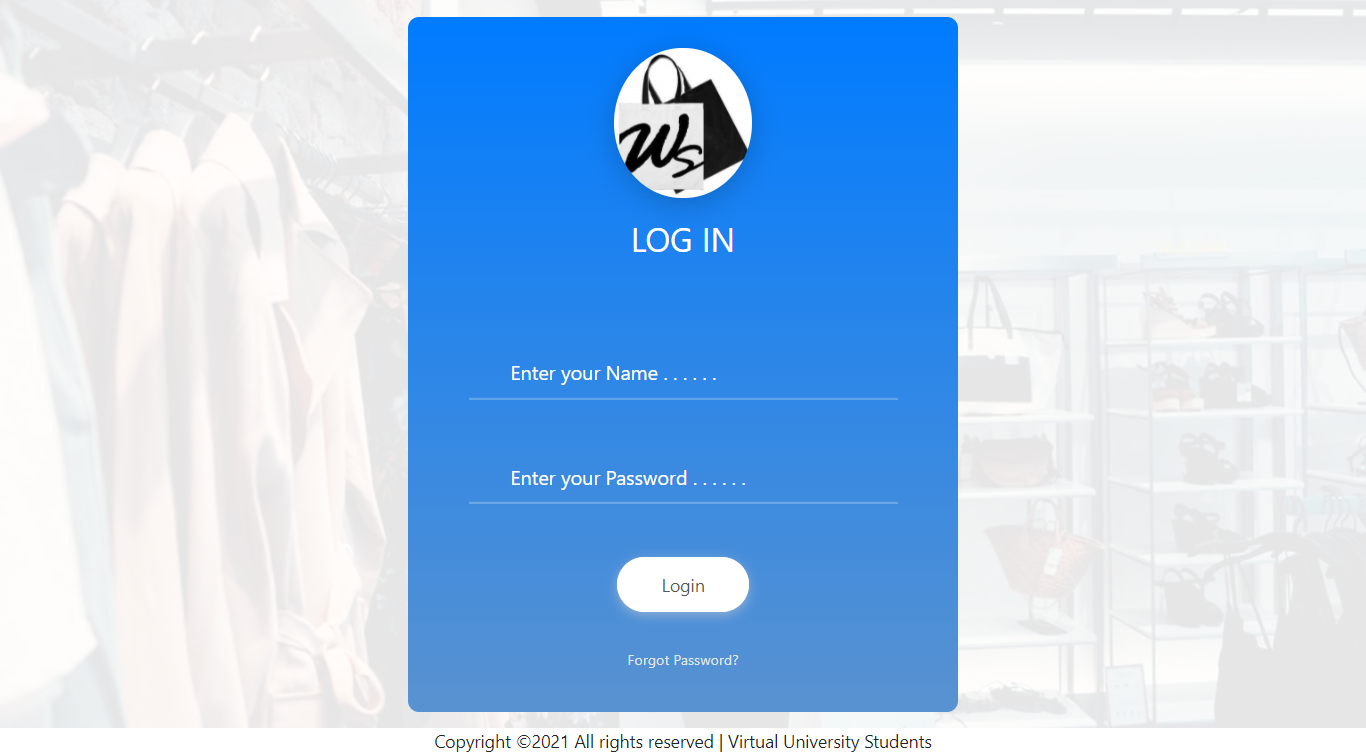 WS
LOG IN
Enter your Name . . . . . .
Enter your Password . . . . . .
Login
Forgot Password?
Copyright ©2021 All rights reserved | Virtual University Students